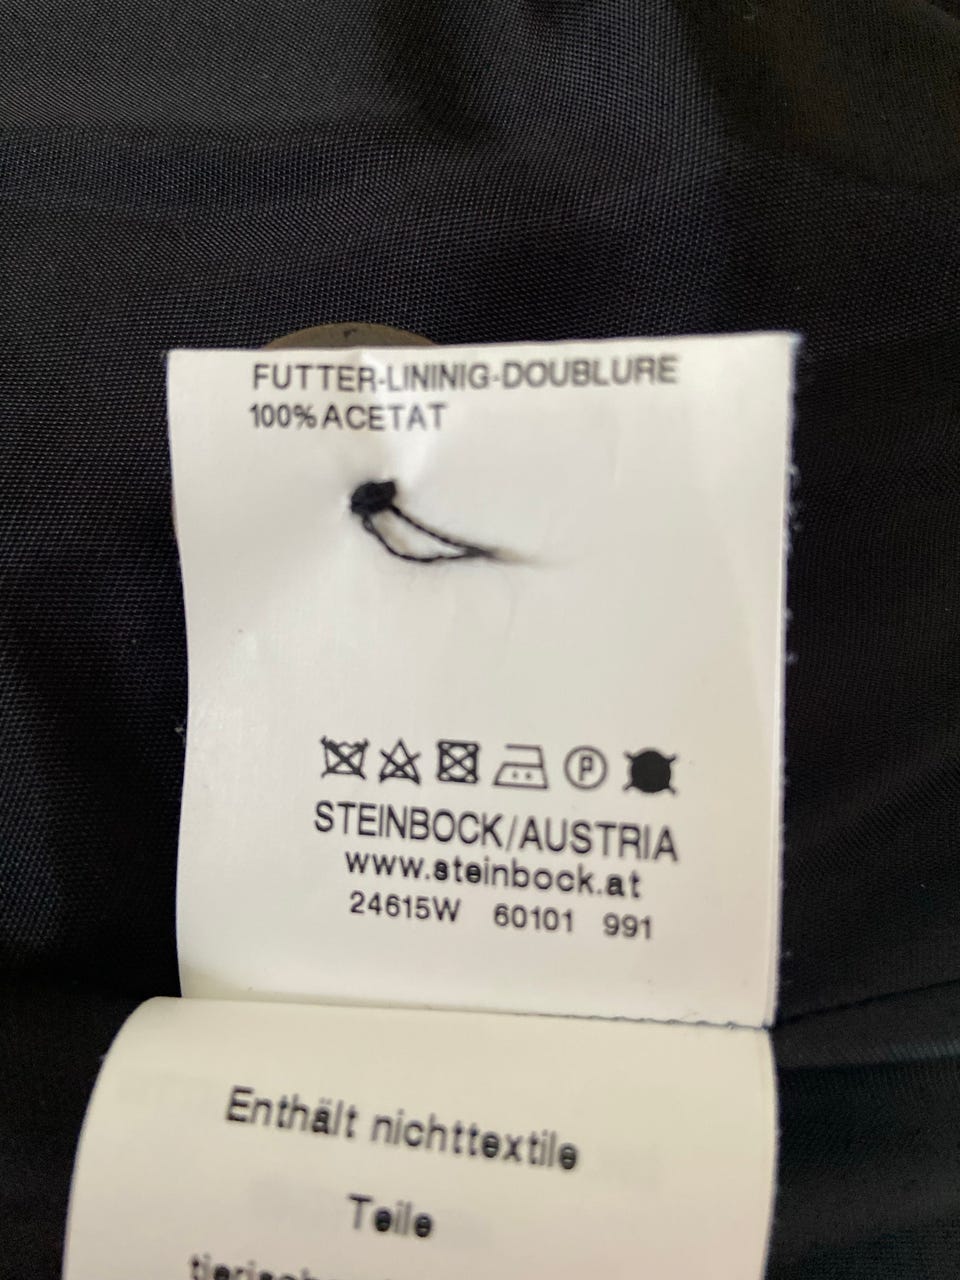 FUTTER-LININIG-DOUBLURE
100% ACETAT
P
STEINBOCK/AUSTRIA
www.steinbock.at
24615W 60101 991
Enthält nichttextile
Teile